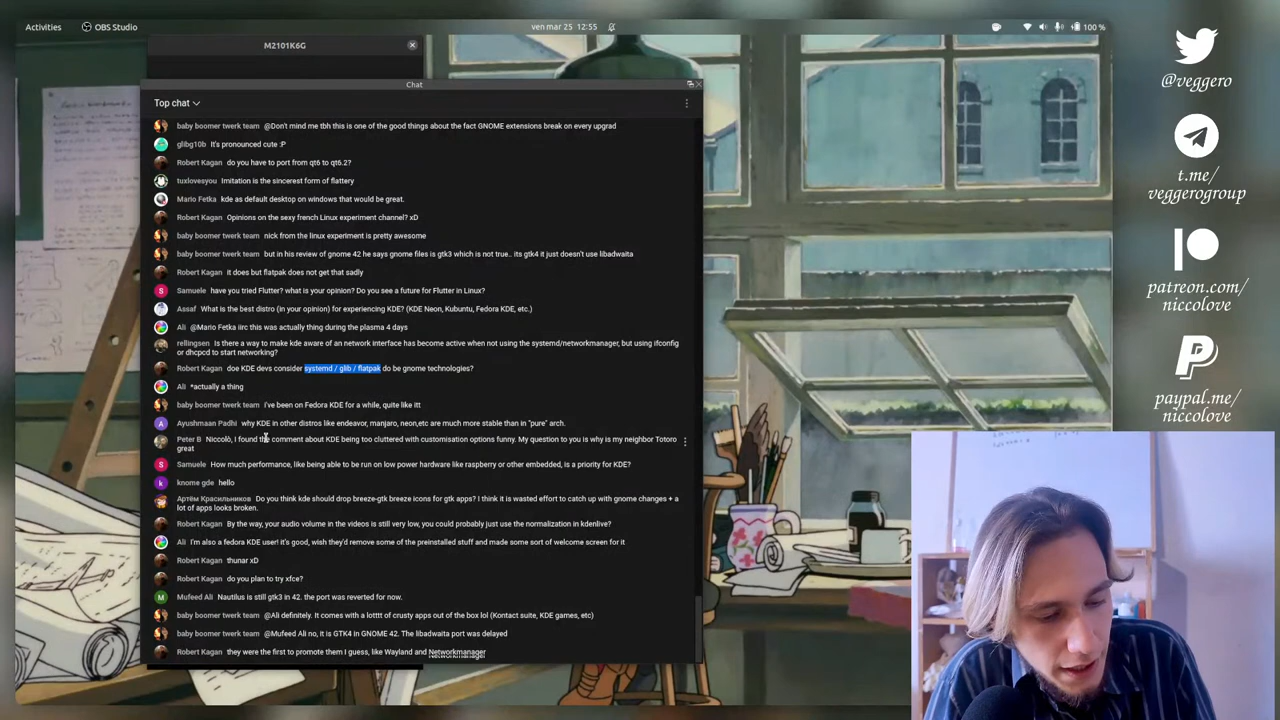 Activities OBS Studio ven mar 25 12:55 100 %
M2101K6G
Chat
Top chat
baby boomer twerk team @Don't mind me tbh this is one of the good things about the fact GNOME extensions break on every upgrad
glibg10b It's pronounced cute :P
Robert Kagan do you have to port from qt6 to qt6.2?
tuxlovesyou Imitation is the sincerest form of flattery
Mario Fetka kde as default desktop on windows that would be great.
Robert Kagan Opinions on the sexy french Linux experiment channel? xD
baby boomer twerk team nick from the linux experiment is pretty awesome
baby boomer twerk team but in his review of gnome 42 he says gnome files is gtk3 which is not true.. its gtk4 it just doesn't use libadwaita
Robert Kagan it does but flatpak does not get that sadly
S Samuele have you tried Flutter? what is your opinion? Do you see a future for Flutter in Linux?
Assaf What is the best distro (in your opinion) for experiencing KDE? (KDE Neon, Kubuntu, Fedora KDE, etc.)
Ali @Mario Fetka iirc this was actually thing during the plasma 4 days
rellingsen Is there a way to make kde aware of an network interface has become active when not using the systemd/networkmanager, but using ifconfig
or dhcpcd to start networking?
Robert Kagan doe KDE devs consider systemd / glib / flatpak do be gnome technologies?
Ali *actually a thing
baby boomer twerk team i've been on Fedora KDE for a while, quite like itt
A Ayushmaan Padhi why KDE in other distros like endeavor, manjaro, neon,etc are much more stable than in "pure" arch.
Peter B Niccolò, I found the comment about KDE being too cluttered with customisation options funny. My question to you is why is my neighbor Totoro
great
S Samuele How much performance, like being able to be run on low power hardware like raspberry or other embedded, is a priority for KDE?
k knome gde hello
Артём Красильников Do you think kde should drop breeze-gtk breeze icons for gtk apps? I think it is wasted effort to catch up with gnome changes + a
lot of apps looks broken.
Robert Kagan By the way, your audio volume in the videos is still very low, you could probably just use the normalization in kdenlive?
Ali I'm also a fedora KDE user! it's good, wish they'd remove some of the preinstalled stuff and made some sort of welcome screen for it
Robert Kagan thunar xD
Robert Kagan do you plan to try xfce?
M Mufeed Ali Nautilus is still gtk3 in 42. the port was reverted for now.
baby boomer twerk team @Ali definitely. It comes with a lotttt of crusty apps out of the box lol (Kontact suite, KDE games, etc)
baby boomer twerk team @Mufeed Ali no, it is GTK4 in GNOME 42. The libadwaita port was delayed
Robert Kagan they were the first to promote them I guess, like Wayland and Networkmanager
@veggero
t.me/
veggerogroup
patreon.com/
niccolove
paypal.me/
niccolove